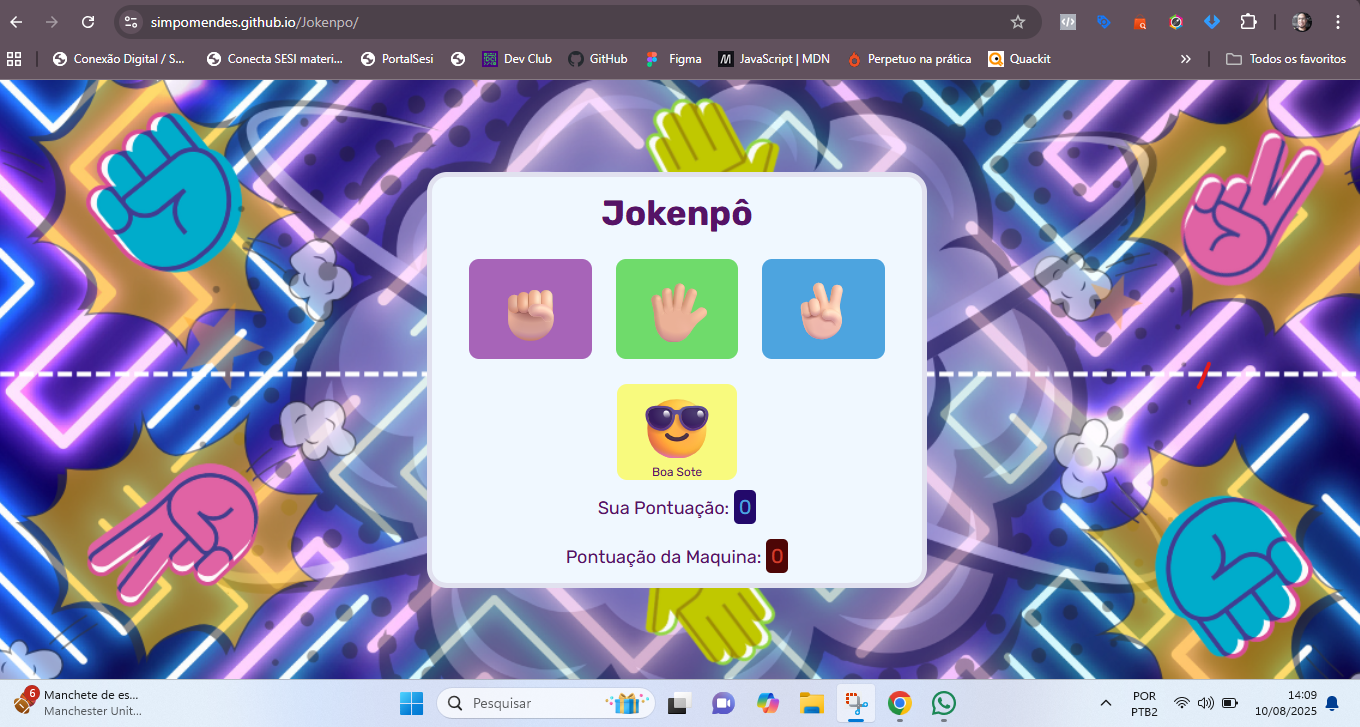 simpomendes.github.io/Jokenpo/
Conexão Digital / S... Conecta SESI materi... PortalSesi Dev Club GitHub Figma JavaScript | MDN Perpetuo na prática Quackit » Todos os favoritos
Jokenpô
Boa Sote
Sua Pontuação: 0
Pontuação da Maquina: 0
6 Manchete de es...
Manchester Unit...
Pesquisar
POR
PTB2
14:09
10/08/2025